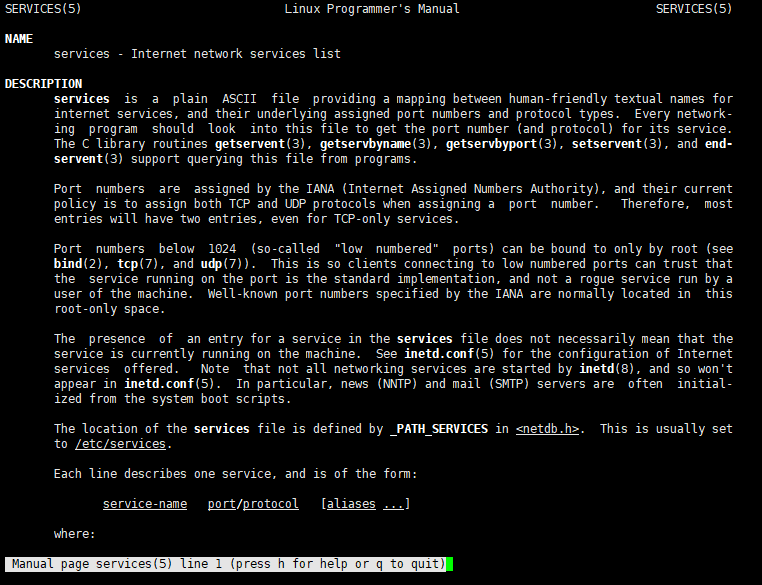 SERVICES(5) Linux Programmer's Manual SERVICES(5)
NAME
services - Internet network services list
DESCRIPTION
services is a plain ASCII file providing a mapping between human-friendly textual names for
internet services, and their underlying assigned port numbers and protocol types. Every network-
ing program should look into this file to get the port number (and protocol) for its service.
The C library routines getservent(3), getservbyname(3), getservbyport(3), setservent(3), and end-
servent(3) support querying this file from programs.
Port numbers are assigned by the IANA (Internet Assigned Numbers Authority), and their current
policy is to assign both TCP and UDP protocols when assigning a port number. Therefore, most
entries will have two entries, even for TCP-only services.
Port numbers below 1024 (so-called "low numbered" ports) can be bound to only by root (see
bind(2), tcp(7), and udp(7)). This is so clients connecting to low numbered ports can trust that
the service running on the port is the standard implementation, and not a rogue service run by a
user of the machine. Well-known port numbers specified by the IANA are normally located in this
root-only space.
The presence of an entry for a service in the services file does not necessarily mean that the
service is currently running on the machine. See inetd.conf(5) for the configuration of Internet
services offered. Note that not all networking services are started by inetd(8), and so won't
appear in inetd.conf(5). In particular, news (NNTP) and mail (SMTP) servers are often initial-
ized from the system boot scripts.
The location of the services file is defined by _PATH_SERVICES in <netdb.h>. This is usually set
to /etc/services.
Each line describes one service, and is of the form:
service-name port/protocol [aliases ...]
where:
Manual page services(5) line 1 (press h for help or q to quit)